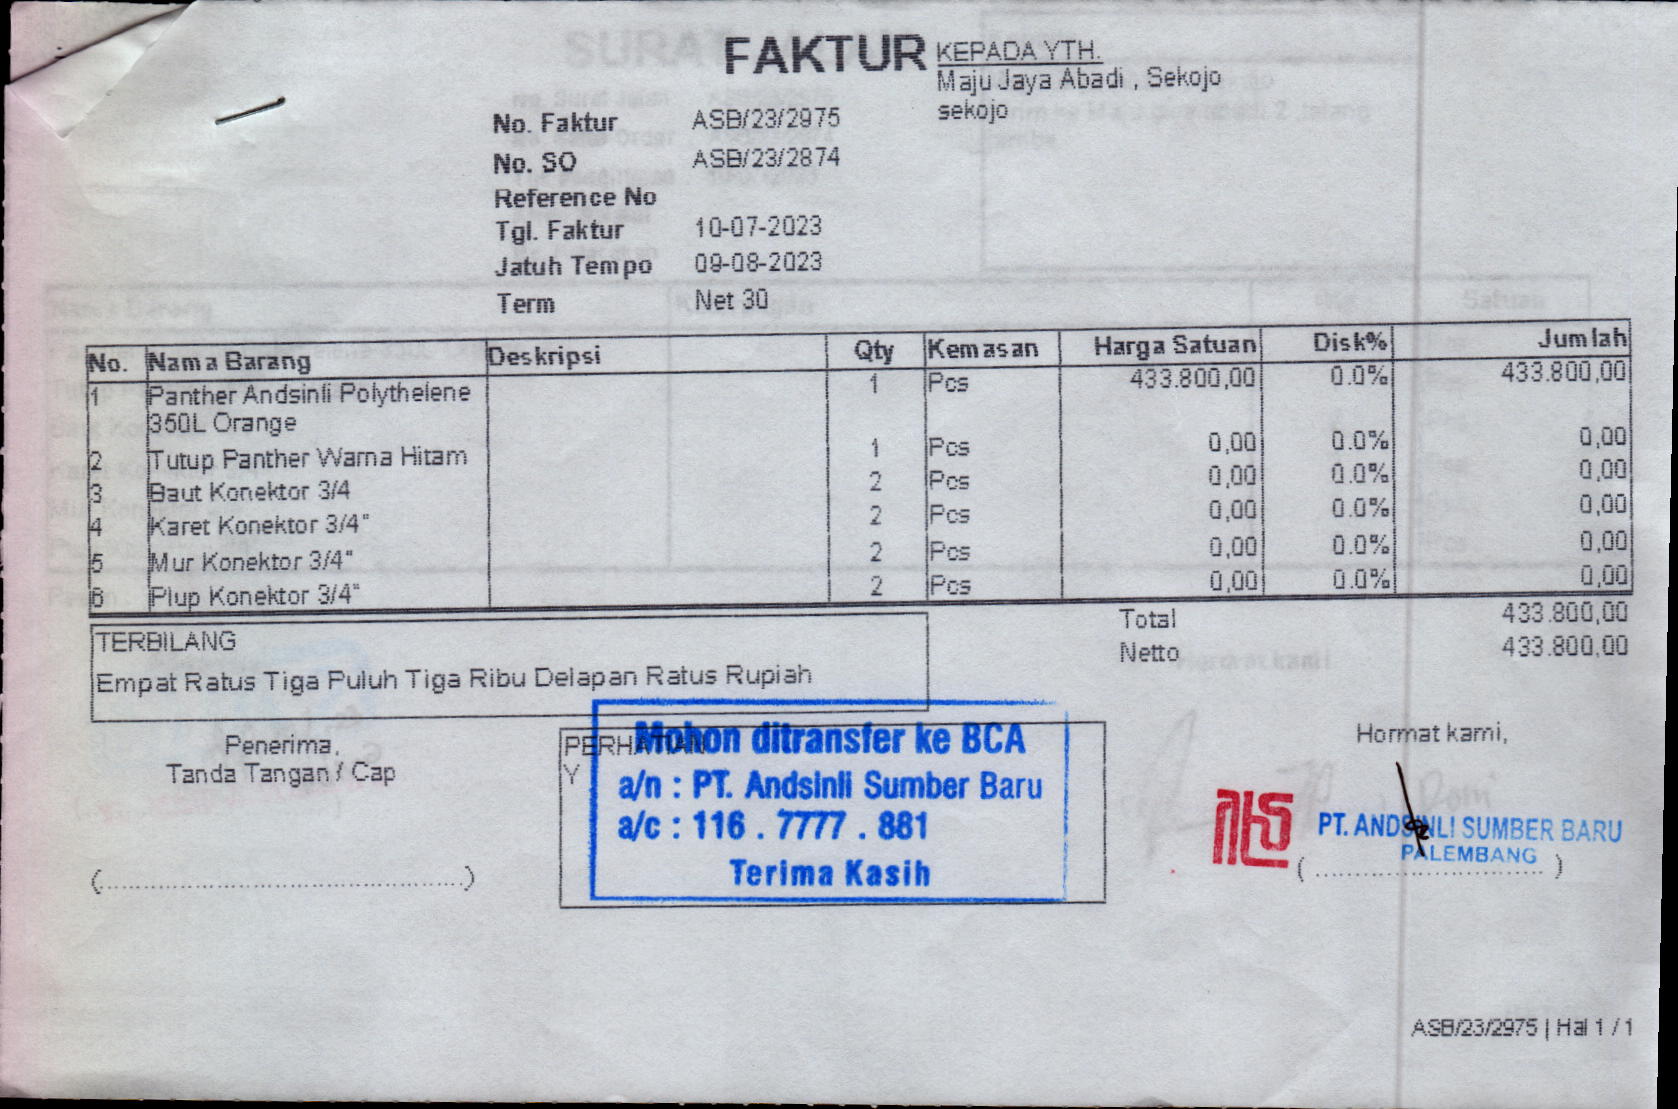 FAKTUR
KEPADA YTH.
Maju Jaya Abadi , Sekojo
sekojo
No. Faktur ASB/23/2975
No. SO ASB/23/2874
Reference No
Tgl. Faktur 10-07-2023
Jatuh Tempo 09-08-2023
Term Net 30
No. Nama Barang Deskripsi Qty Kemasan Harga Satuan Disk% Jumlah
1 Panther Andsinli Polythelene 1 Pcs 433.800,00 0.0% 433.800,00
350L Orange
2 Tutup Panther Warna Hitam 1 Pcs 0,00 0.0% 0,00
3 Baut Konektor 3/4 2 Pcs 0,00 0.0% 0,00
4 Karet Konektor 3/4" 2 Pcs 0,00 0.0% 0,00
5 Mur Konektor 3/4" 2 Pcs 0,00 0.0% 0,00
6 Plup Konektor 3/4" 2 Pcs 0,00 0.0% 0,00
Total 433.800,00
Netto 433.800,00
TERBILANG
Empat Ratus Tiga Puluh Tiga Ribu Delapan Ratus Rupiah
Penerima,
Tanda Tangan / Cap
(............................................)
PERHATIAN
Y
Mohon ditransfer ke BCA
a/n : PT. Andsinli Sumber Baru
a/c : 116 . 7777 . 881
Terima Kasih
Hormat kami,
PT. ANDSINLI SUMBER BARU
PALEMBANG
(............................)
ASB/23/2975 | Hal 1 / 1